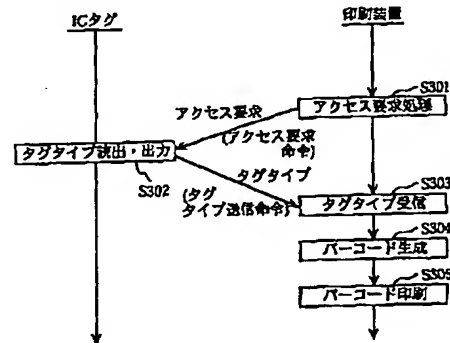 ICタグ
印刷装置
S301
アクセス要求処理
アクセス要求
(アクセス要求
命令)
タグタイプ読出・出力
S302
タグタイプ
(タグ
タイプ送信命令)
S303
タグタイプ受信
S304
バーコード生成
S305
バーコード印刷